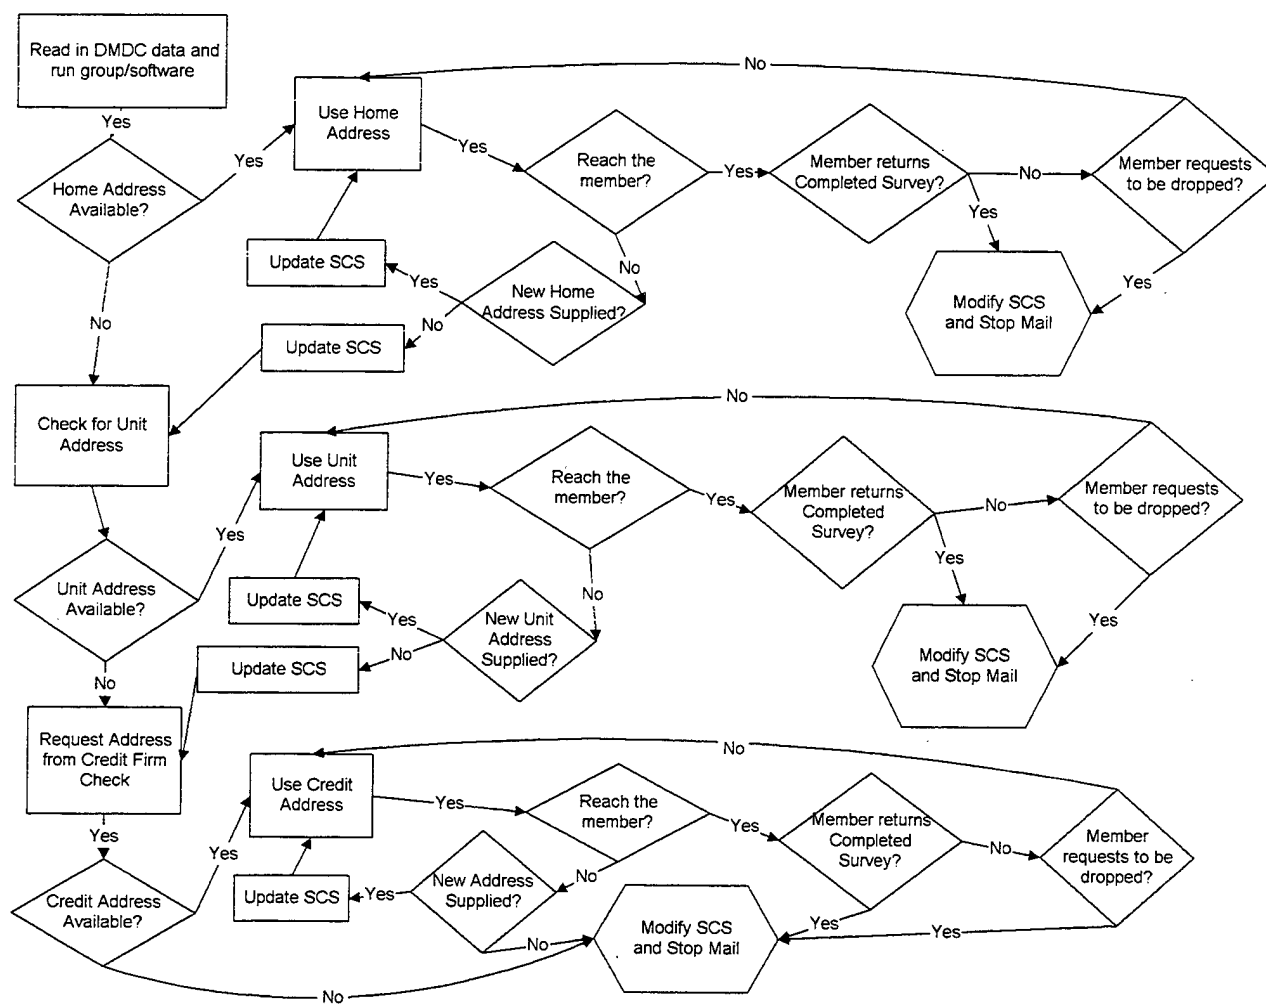 Read in DMDC data and
run group/software
Yes
Home Address
Available?
Yes
No
Use Home
Address
Yes
Reach the
member?
Yes
Member returns
Completed Survey?
No
Member requests
to be dropped?
No
Yes
Yes
Modify SCS
and Stop Mail
No
New Home
Address Supplied?
Yes
Update SCS
No
Update SCS
Check for Unit
Address
Unit Address
Available?
Yes
No
Use Unit
Address
Yes
Reach the
member?
Yes
Member returns
Completed
Survey?
No
Member requests
to be dropped?
No
Yes
Yes
Modify SCS
and Stop Mail
No
New Unit
Address
Supplied?
Yes
Update SCS
No
Update SCS
Request Address
from Credit Firm
Check
Yes
Credit Address
Available?
Yes
No
Use Credit
Address
Yes
Reach the
member?
Yes
Member returns
Completed
Survey?
No
Member
requests to be
dropped?
No
Yes
Yes
No
New Address
Supplied?
Yes
Update SCS
No
Modify SCS
and Stop Mail